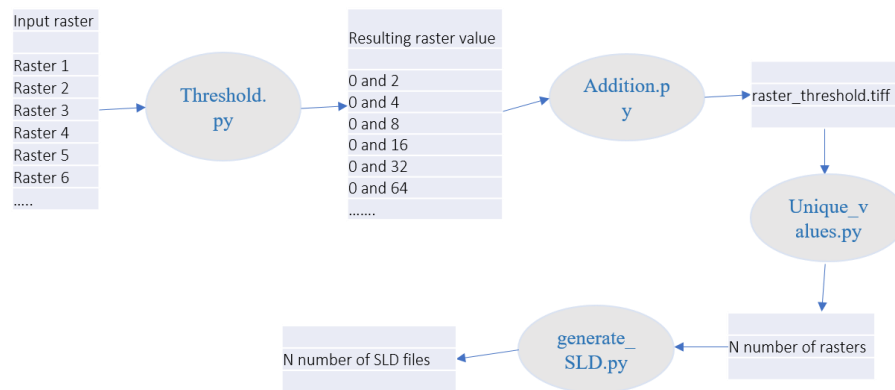 Input raster
Raster 1
Raster 2
Raster 3
Raster 4
Raster 5
Raster 6
.....
Threshold.
py
Resulting raster value
0 and 2
0 and 4
0 and 8
0 and 16
0 and 32
0 and 64
.......
Addition.p
y
raster_threshold.tiff
Unique_v
alues.py
N number of rasters
generate_
SLD.py
N number of SLD files